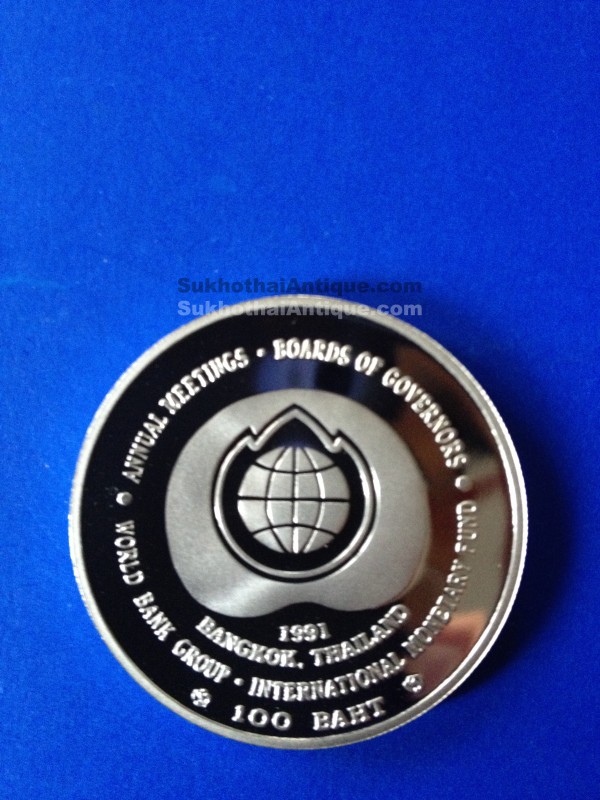 SukhothaiAntique.com
SukhothaiAntique.com
ANNUAL MEETINGS • BOARDS OF GOVERNORS •
• WORLD BANK GROUP • INTERNATIONAL MONETARY FUND
1991
BANGKOK, THAILAND
100 BAHT